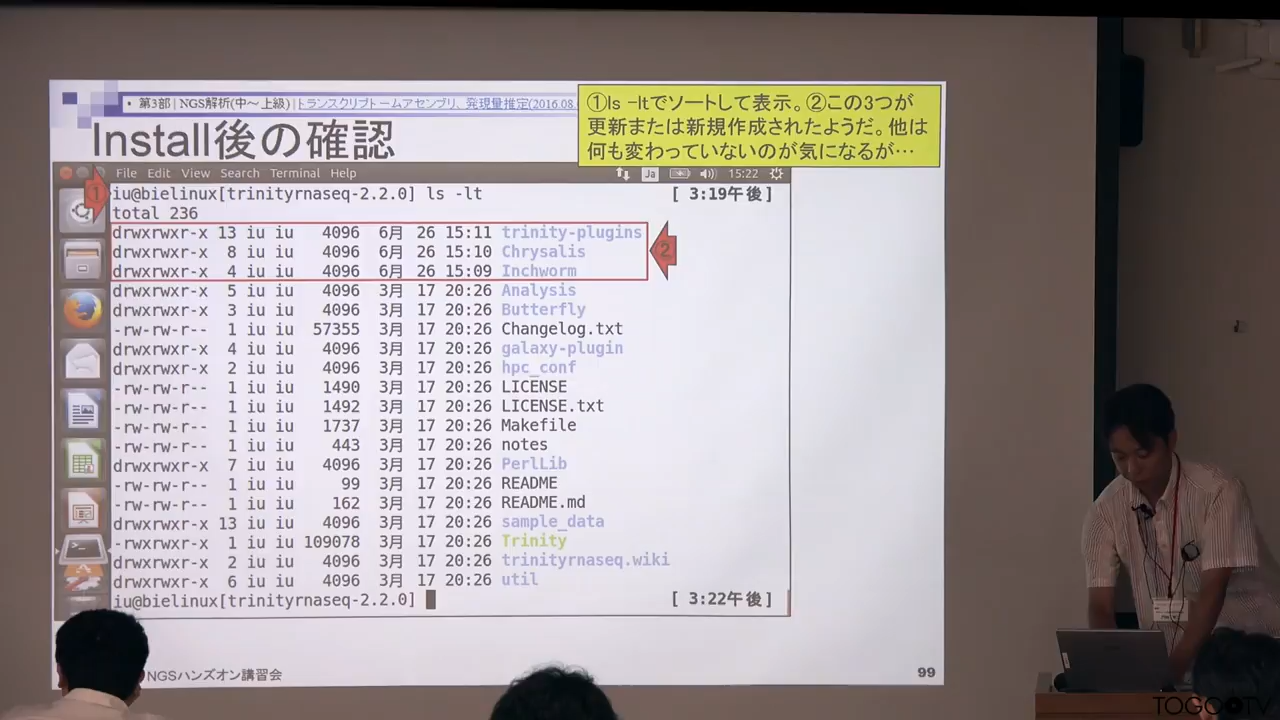 • 第3部 | NGS解析(中～上級) | トランスクリプトームアセンブリ、発現量推定(2016.08.
Install後の確認
①ls –ltでソートして表示。②この3つが
更新または新規作成されたようだ。他は
何も変わっていないのが気になるが…
File Edit View Search Terminal Help
Ja
15:22
①
iu@bielinux[trinityrnaseq-2.2.0] ls -lt [ 3:19午後]
total 236
drwxrwxr-x 13 iu iu 4096 6月 26 15:11 trinity-plugins
drwxrwxr-x 8 iu iu 4096 6月 26 15:10 Chrysalis
②
drwxrwxr-x 4 iu iu 4096 6月 26 15:09 Inchworm
drwxrwxr-x 5 iu iu 4096 3月 17 20:26 Analysis
drwxrwxr-x 3 iu iu 4096 3月 17 20:26 Butterfly
-rw-rw-r-- 1 iu iu 57355 3月 17 20:26 Changelog.txt
drwxrwxr-x 4 iu iu 4096 3月 17 20:26 galaxy-plugin
drwxrwxr-x 2 iu iu 4096 3月 17 20:26 hpc_conf
-rw-rw-r-- 1 iu iu 1490 3月 17 20:26 LICENSE
-rw-rw-r-- 1 iu iu 1492 3月 17 20:26 LICENSE.txt
-rw-rw-r-- 1 iu iu 1737 3月 17 20:26 Makefile
-rw-rw-r-- 1 iu iu 443 3月 17 20:26 notes
drwxrwxr-x 7 iu iu 4096 3月 17 20:26 PerlLib
-rw-rw-r-- 1 iu iu 99 3月 17 20:26 README
-rw-rw-r-- 1 iu iu 162 3月 17 20:26 README.md
drwxrwxr-x 13 iu iu 4096 3月 17 20:26 sample_data
-rwxrwxr-x 1 iu iu 109078 3月 17 20:26 Trinity
drwxrwxr-x 2 iu iu 4096 3月 17 20:26 trinityrnaseq.wiki
drwxrwxr-x 6 iu iu 4096 3月 17 20:26 util
iu@bielinux[trinityrnaseq-2.2.0] [ 3:22午後]
NGSハンズオン講習会
99
TOGOTV